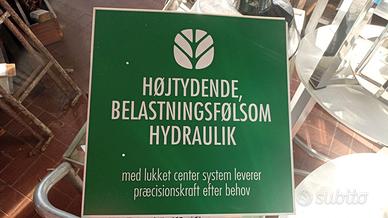 HØJTYDENDE,
BELASTNINGSFØLSOM
HYDRAULIK
med lukket center system leverer
præcisionskraft efter behov
subito